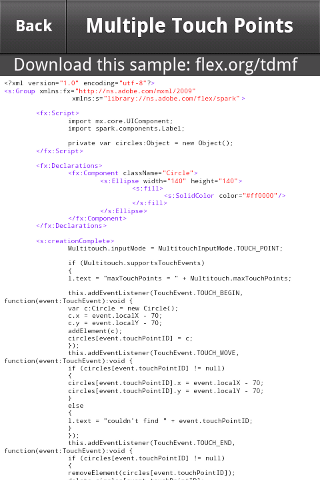 Back
Multiple Touch Points
Download this sample: flex.org/tdmf
<?xml version="1.0" encoding="utf-8"?>
<s:Group xmlns:fx="http://ns.adobe.com/mxml/2009"
xmlns:s="library://ns.adobe.com/flex/spark">
<fx:Script>
import mx.core.UIComponent;
import spark.components.Label;
private var circles:Object = new Object();
</fx:Script>
<fx:Declarations>
<fx:Component className="Circle">
<s:Ellipse width="140" height="140">
<s:fill>
<s:SolidColor color="#ff0000"/>
</s:fill>
</s:Ellipse>
</fx:Component>
</fx:Declarations>
<s:creationComplete>
Multitouch.inputMode = MultitouchInputMode.TOUCH_POINT;
if (Multitouch.supportsTouchEvents)
{
l.text = "maxTouchPoints = " + Multitouch.maxTouchPoints;
this.addEventListener(TouchEvent.TOUCH_BEGIN,
function(event:TouchEvent):void {
var c:Circle = new Circle();
c.x = event.localX - 70;
c.y = event.localY - 70;
addElement(c);
circles[event.touchPointID] = c;
});
this.addEventListener(TouchEvent.TOUCH_MOVE,
function(event:TouchEvent):void {
if (circles[event.touchPointID] != null)
{
circles[event.touchPointID].x = event.localX - 70;
circles[event.touchPointID].y = event.localY - 70;
}
else
{
l.text = "couldn't find " + event.touchPointID;
}
});
this.addEventListener(TouchEvent.TOUCH_END,
function(event:TouchEvent):void {
if (circles[event.touchPointID] != null)
{
removeElement(circles[event.touchPointID]);